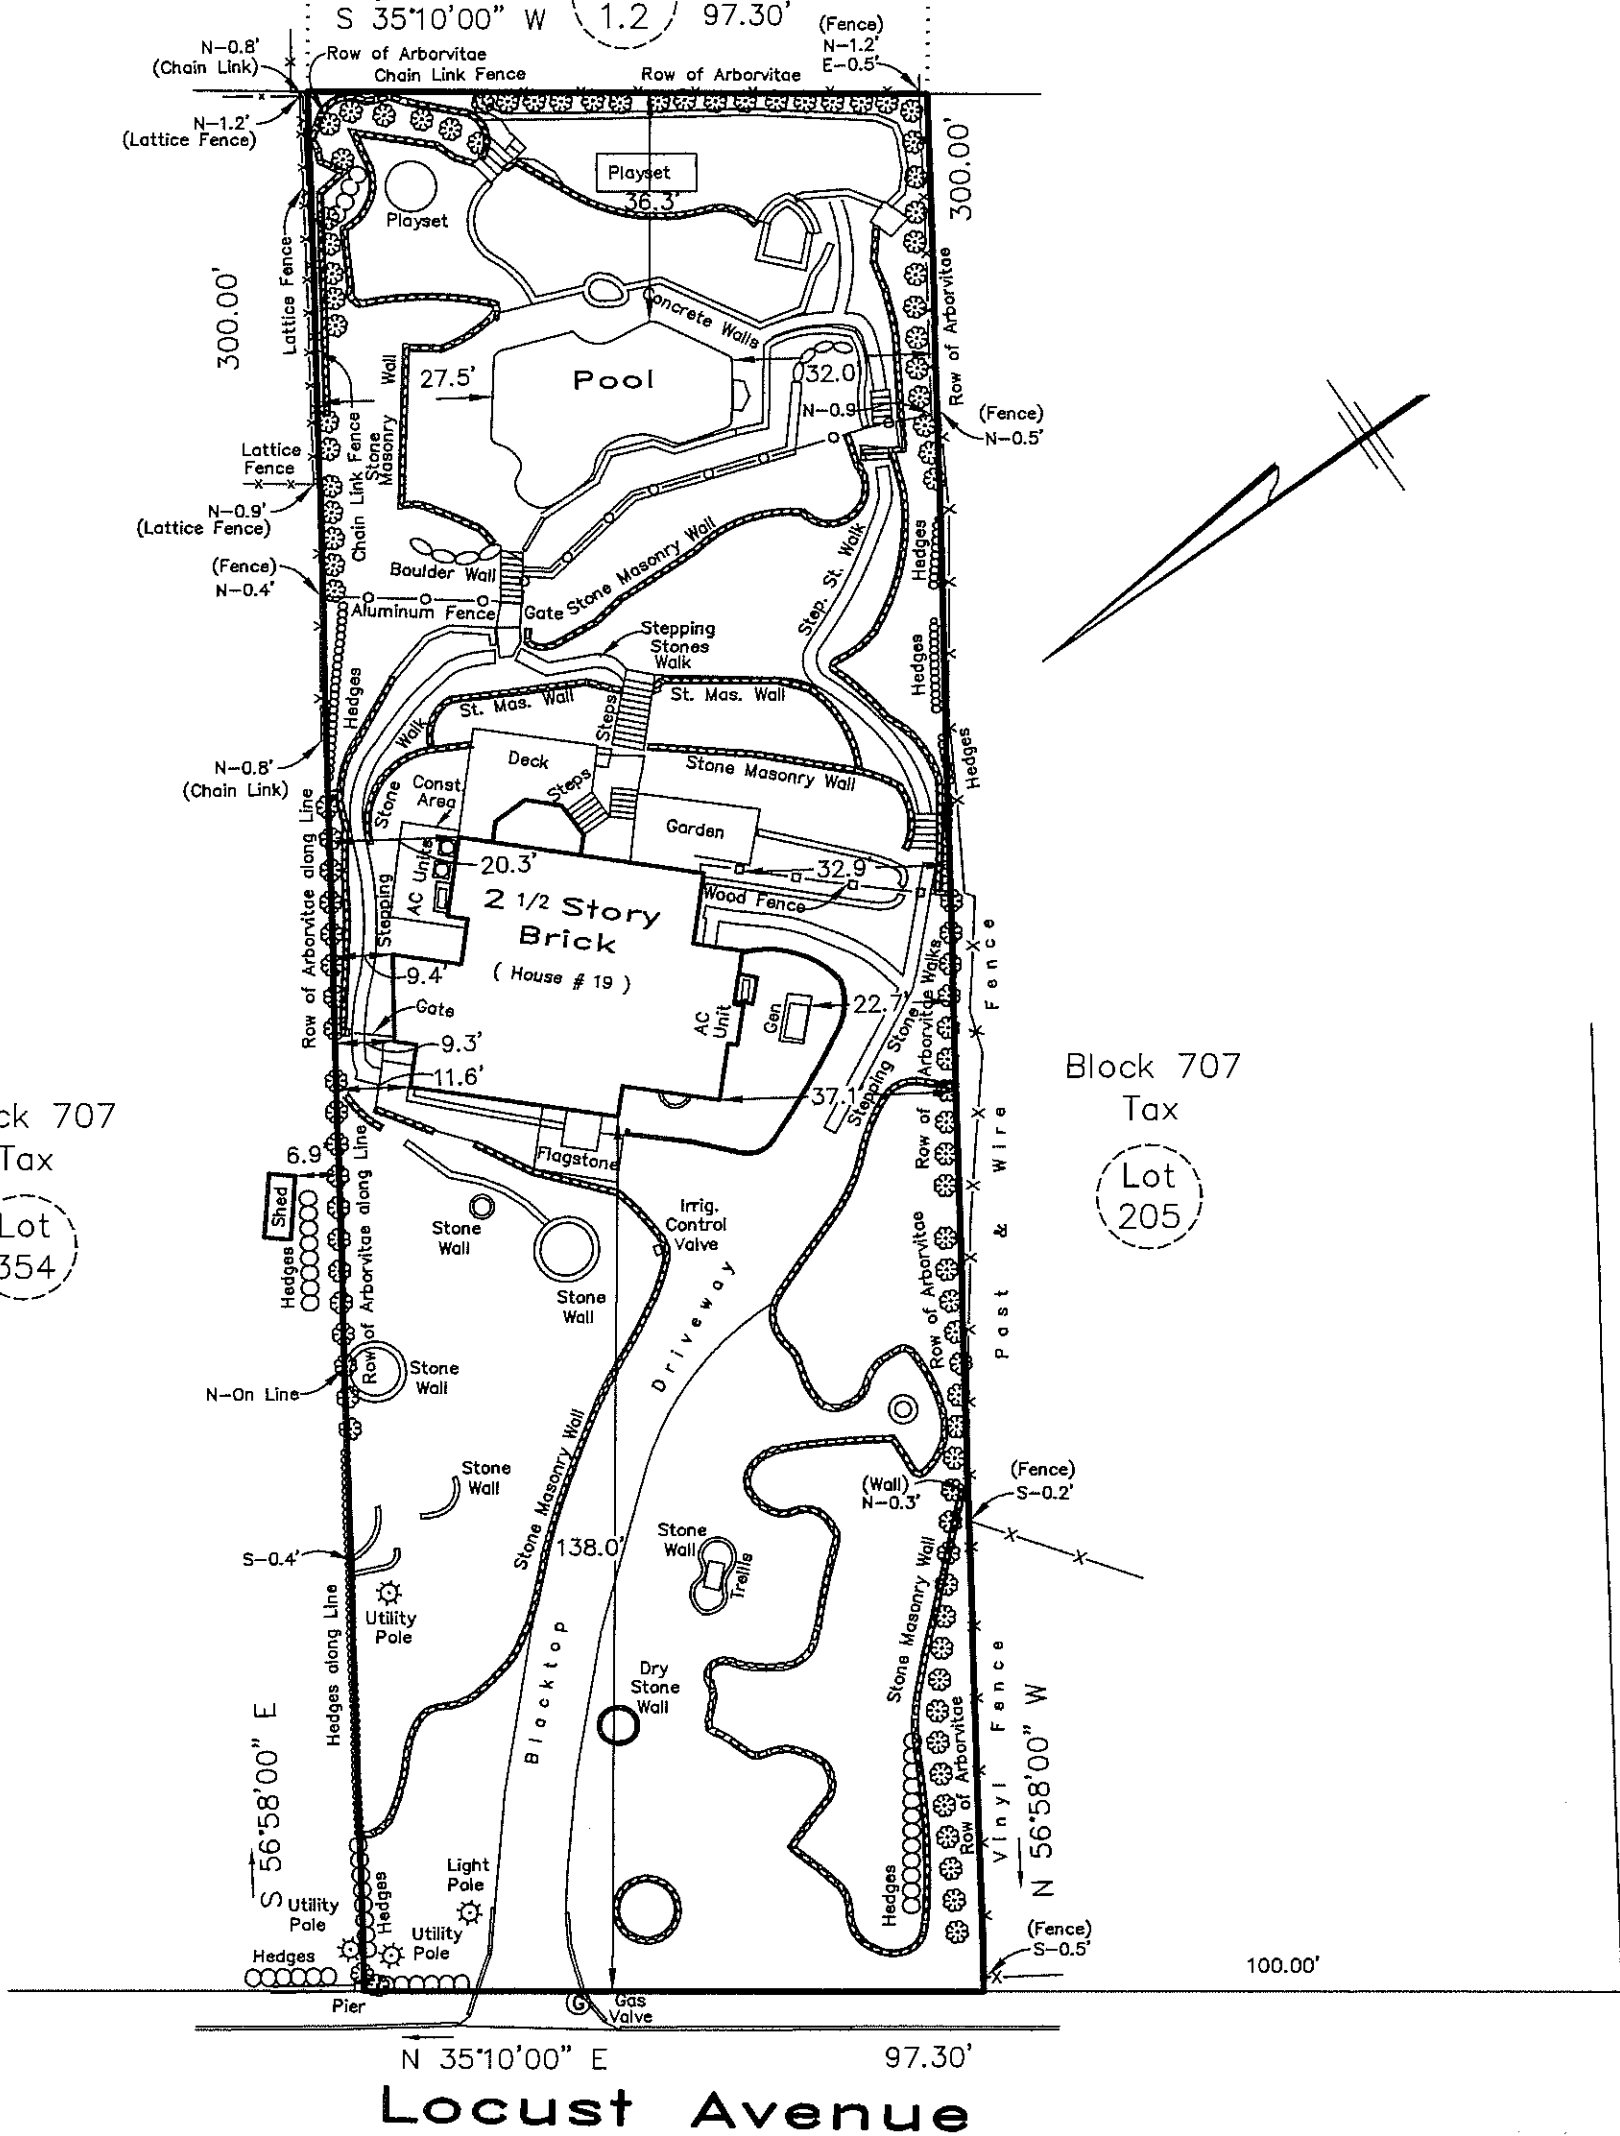 S 35°10'00" W
1.2
97.30'
(Fence)
N-1.2'
E-0.5'
N-0.8'
(Chain Link)
Row of Arborvitae
Chain Link Fence
Row of Arborvitae
N-1.2'
(Lattice Fence)
300.00'
Playset
36.3'
Playset
Lattice Fence
300.00'
Row of Arborvitae
Concrete Walls
Wall
Stone
Masonry
27.5'
Pool
32.0'
N-0.9
(Fence)
N-0.5'
Lattice
Fence
Chain Link Fence
N-0.9'
(Lattice Fence)
(Fence)
N-0.4'
Boulder Wall
Aluminum Fence
Gate
Stone Masonry Wall
Step. St. Walk
Hedges
Stepping
Stones
Walk
Hedges
Hedges
St. Mas. Wall
Steps
St. Mas. Wall
Walk
Stone
Stepping
Deck
Steps
Stone Masonry Wall
Hedges
N-0.8'
(Chain Link)
Const.
Area
Garden
AC Units
20.3'
32.9'
Wood Fence
2 1/2 Story
Brick
( House # 19 )
Row of Arborvitae along Line
9.4'
Gate
9.3'
11.6'
AC
Unit
Gen
22.7'
37.1'
Stepping Stone
Walks
Arborvitae
Row of
Fence
Wire
&
Past
Block 707
Tax
Lot
205
ck 707
Tax
Lot
354
6.9'
Shed
Hedges
Row of Arborvitae along Line
Flagstone
Stone
Wall
Stone
Wall
Irrig.
Control
Valve
Driveway
Row of Arborvitae
Stone
Wall
N-On Line
Stone Masonry Wall
Stone
Wall
(Wall)
N-0.3'
(Fence)
S-0.2'
138.0'
Stone
Wall
Trellis
S-0.4'
Utility
Pole
Hedges along Line
Stone Masonry Wall
Dry
Stone
Wall
Blacktop
Row of Arborvitae
Vinyl Fence
S 56°58'00" E
N 56°58'00" W
Light
Pole
Hedges
Hedges
Utility
Pole
Utility
Pole
Hedges
(Fence)
S-0.5'
100.00'
Pier
G
Gas
Valve
N 35°10'00" E
97.30'
Locust Avenue